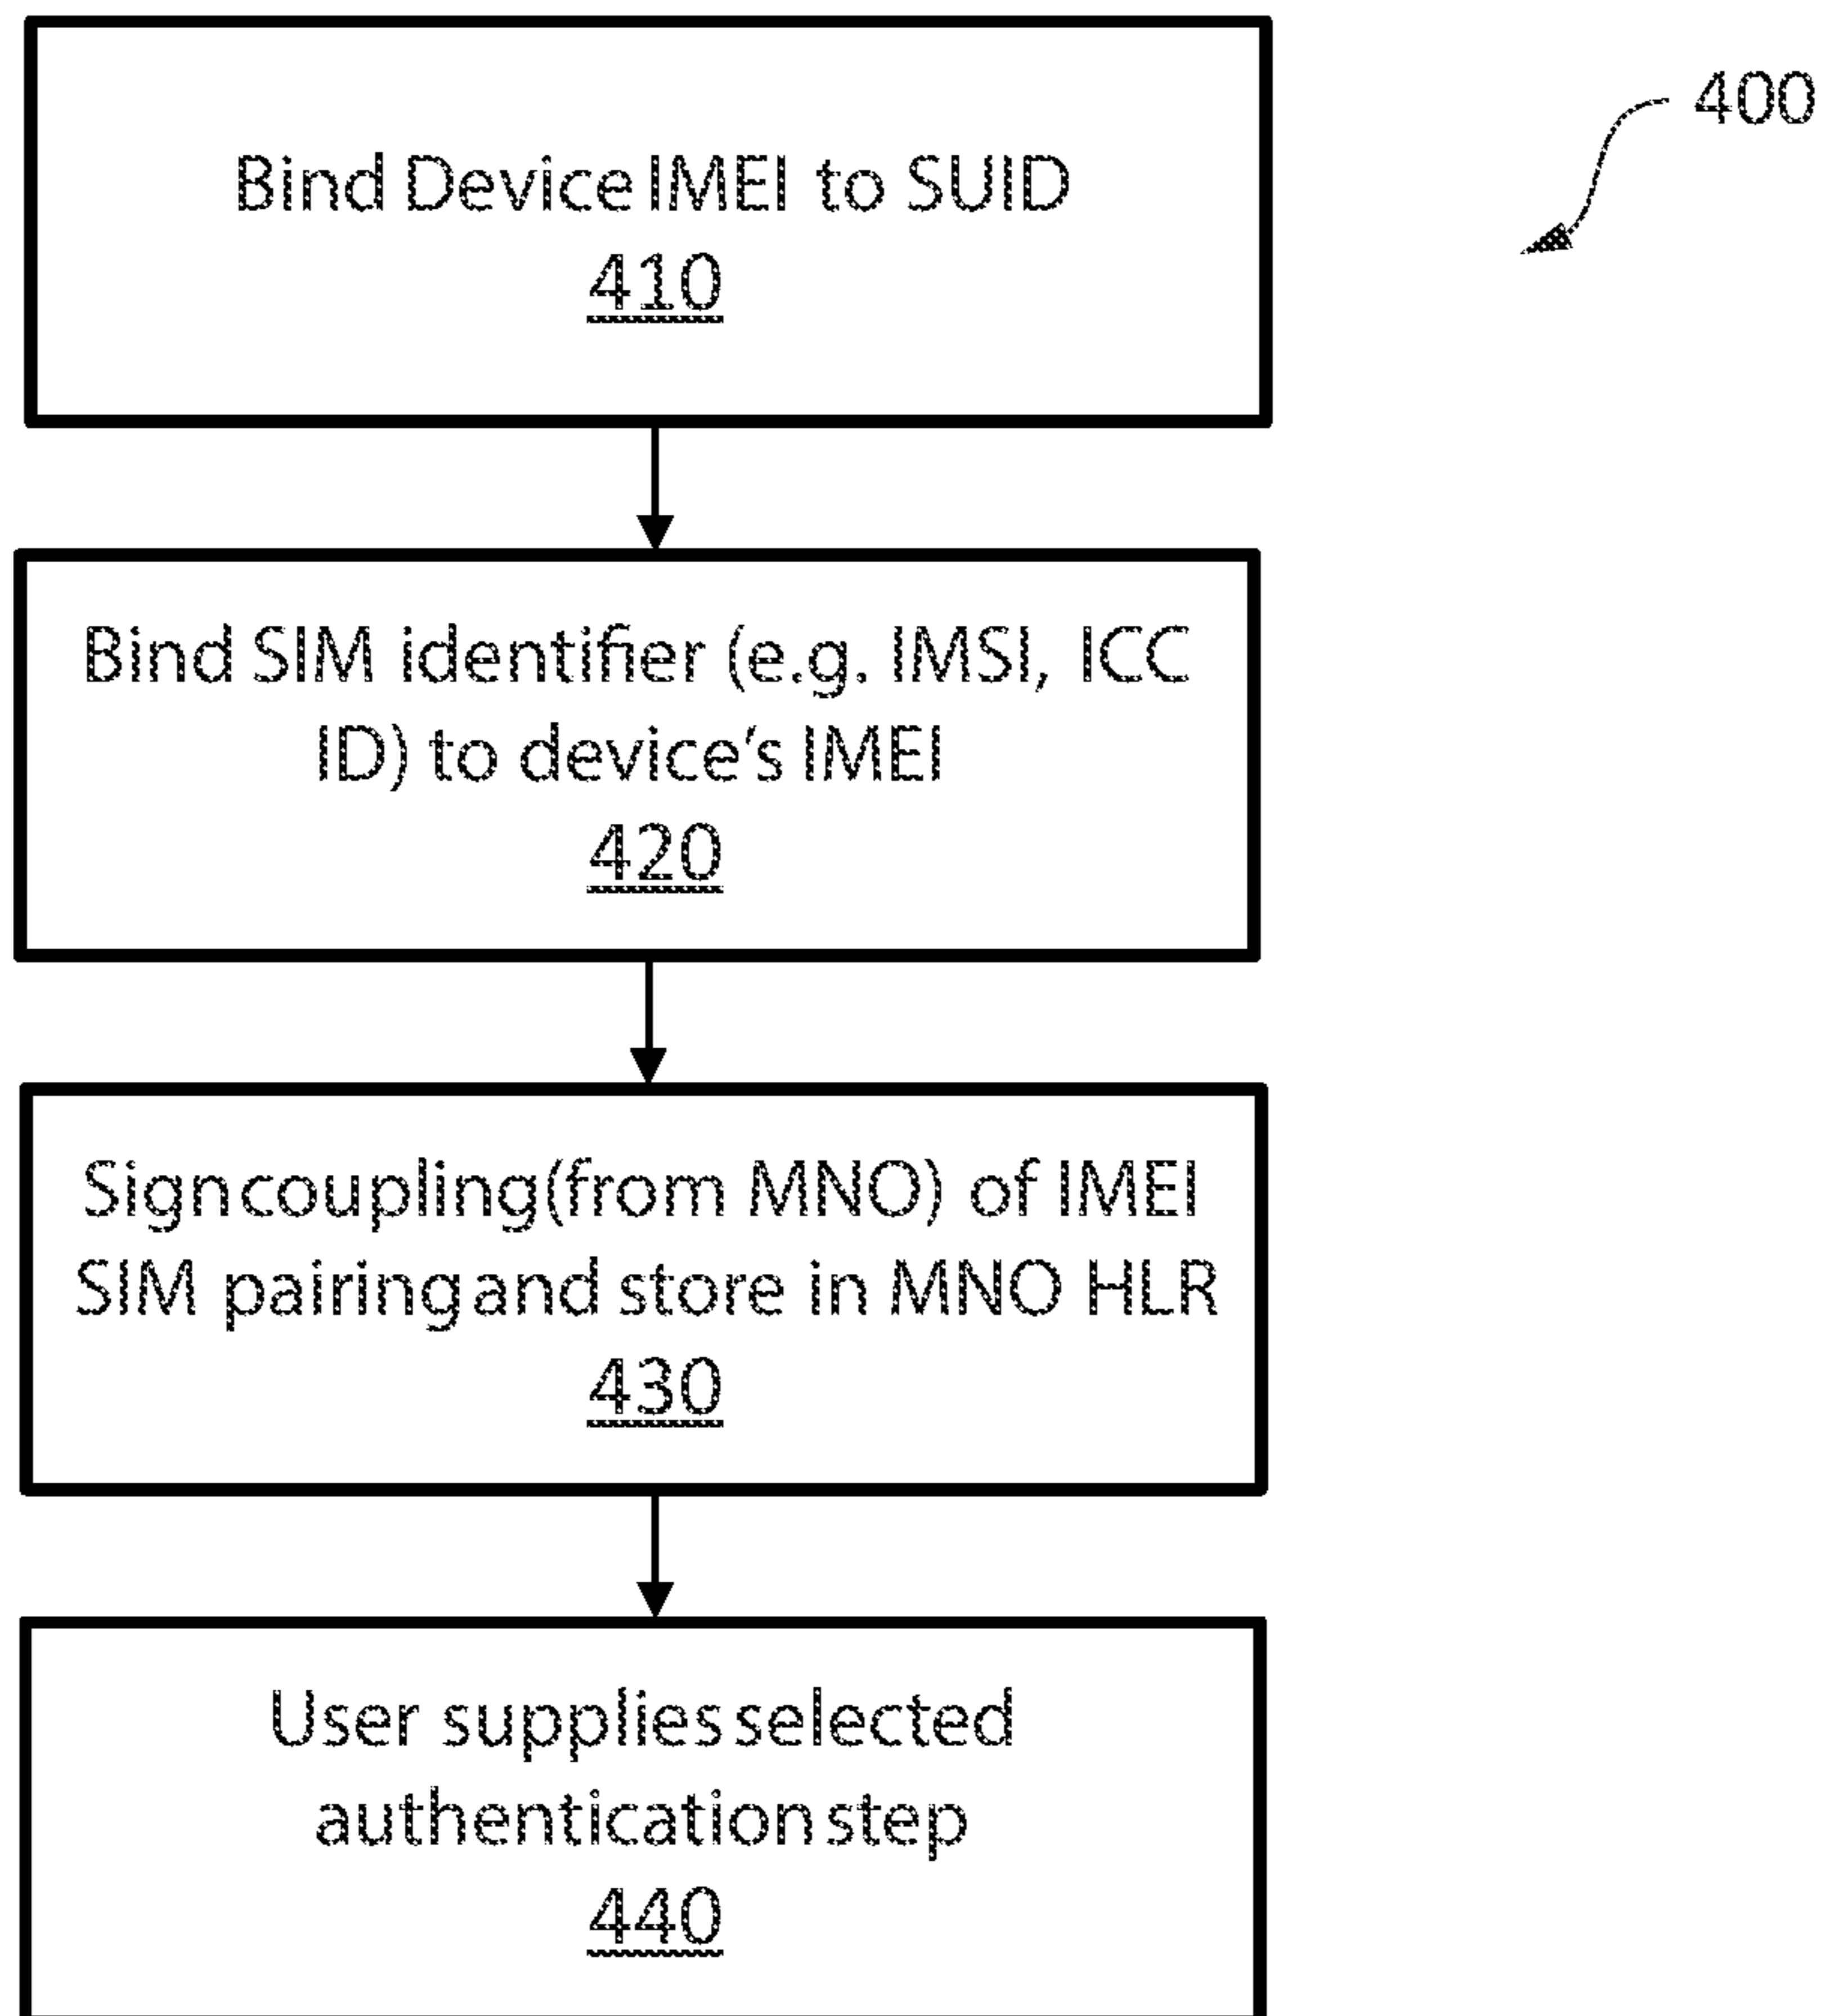 400
Bind Device IMEI to SUID
410
Bind SIM identifier (e.g. IMSI, ICC
ID) to device's IMEI
420
Sign coupling (from MNO) of IMEI
SIM pairing and store in MNO HLR
430
User supplies selected
authentication step
440